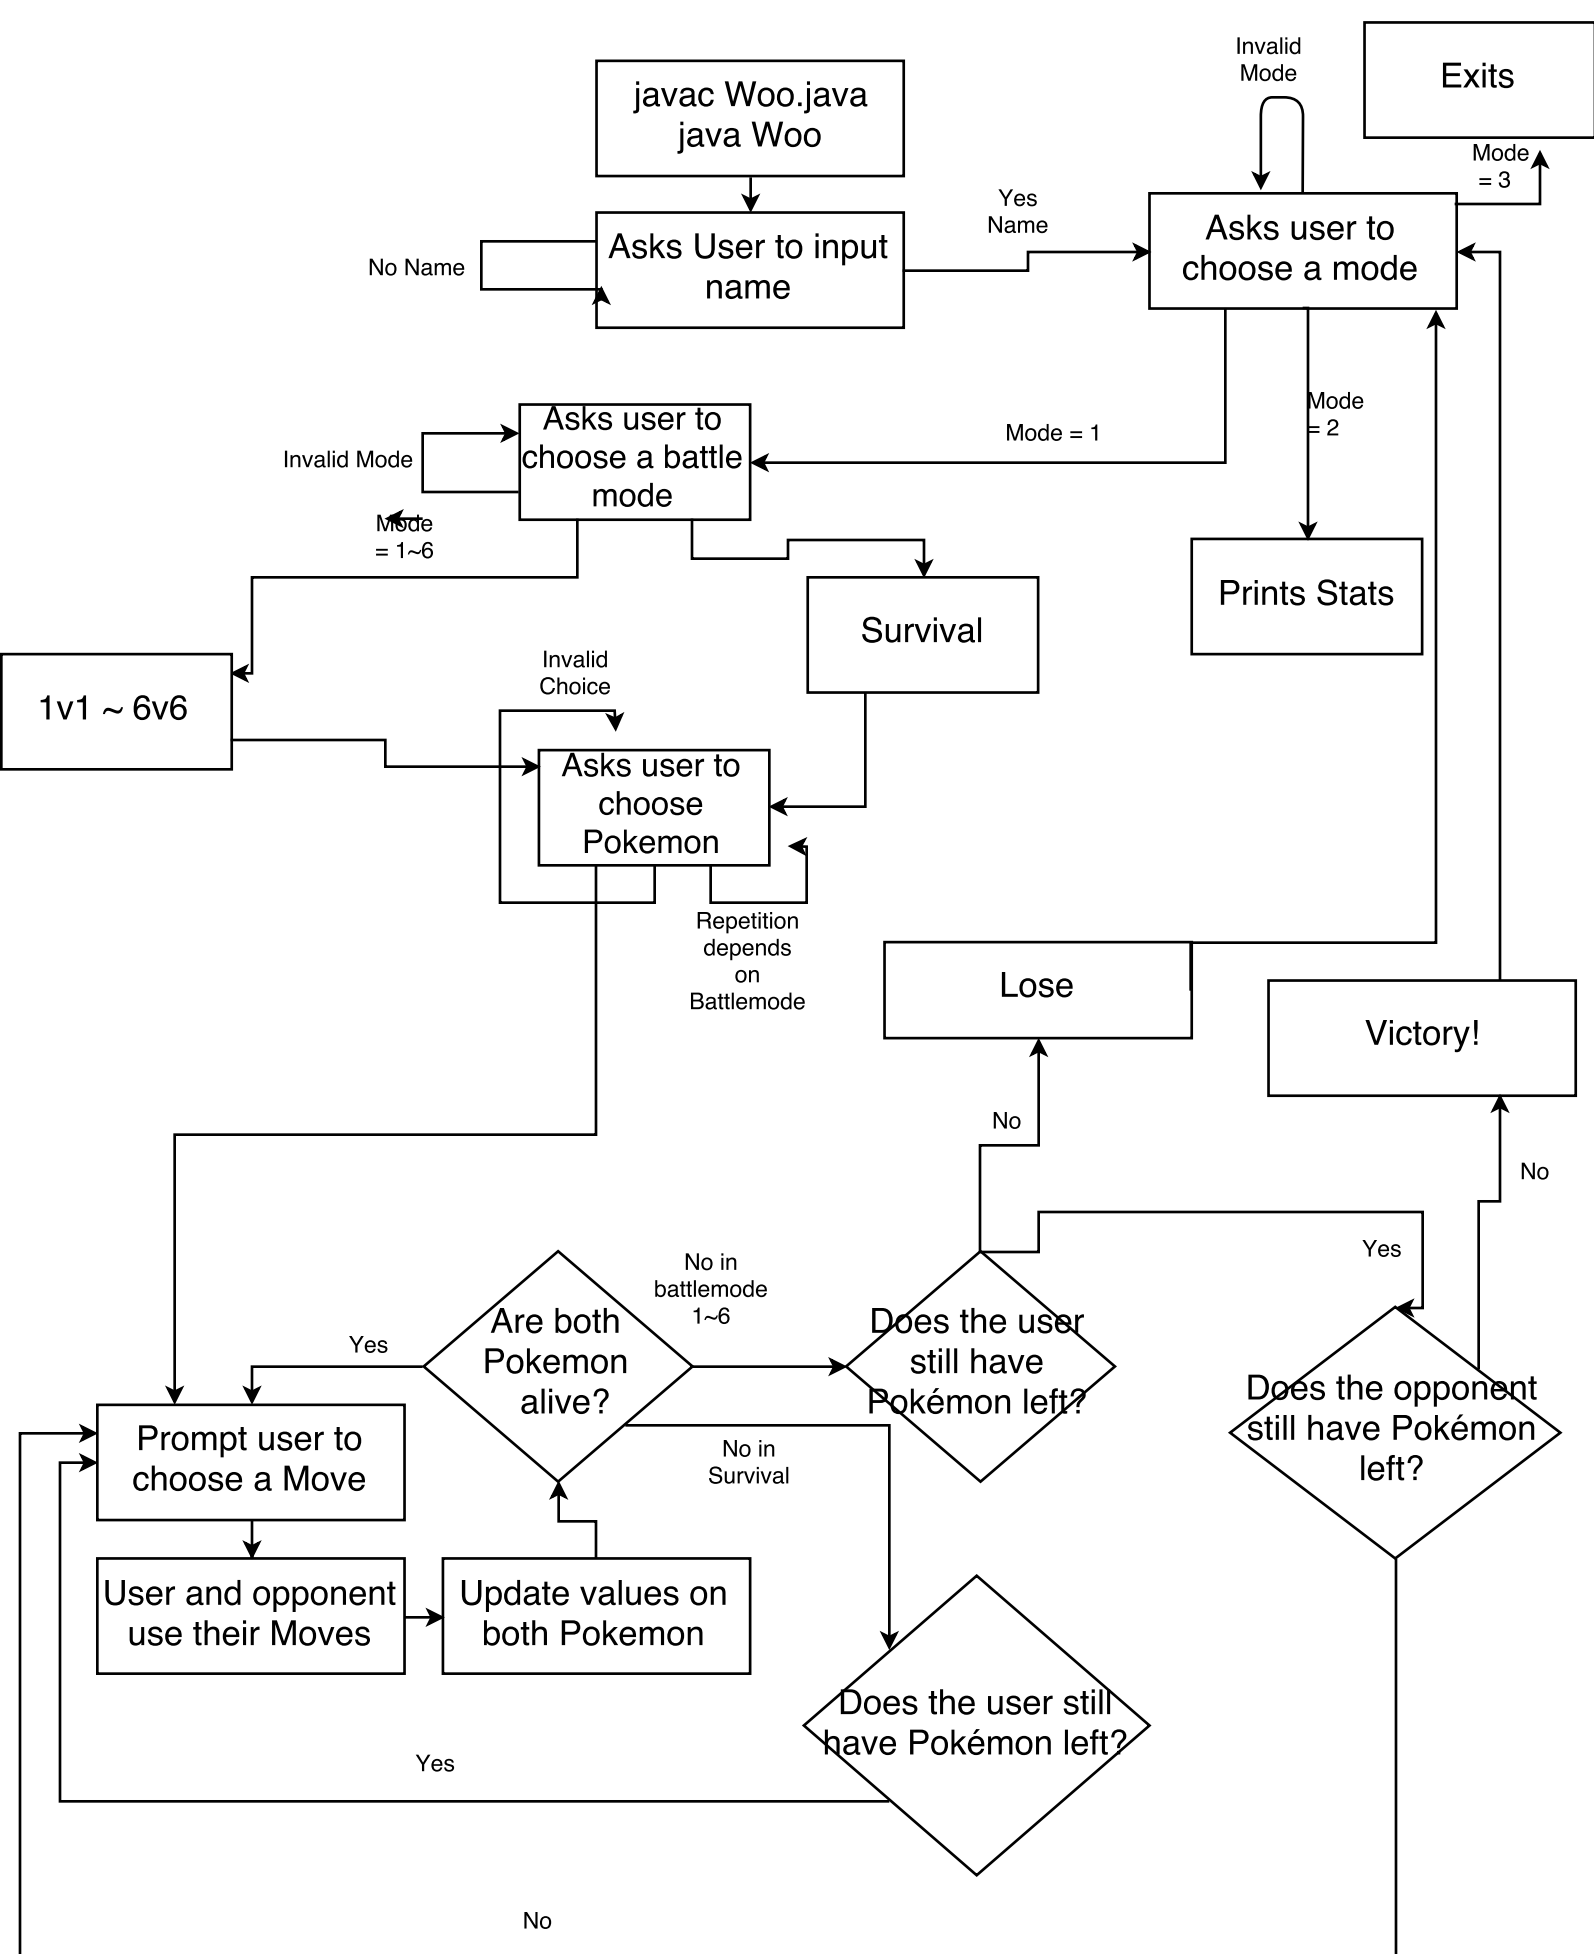 Invalid
Mode
Exits
javac Woo.java
java Woo
Mode
= 3
Yes
Name
Asks user to
choose a mode
Asks User to input
name
No Name
Mode
= 2
Asks user to
choose a battle
mode
Mode = 1
Invalid Mode
Mode
= 1~6
Prints Stats
Survival
Invalid
Choice
1v1 ~ 6v6
Asks user to
choose
Pokemon
Repetition
depends
on
Battlemode
Lose
Victory!
No
No
Yes
No in
battlemode
1~6
Are both
Pokemon
alive?
Yes
Does the user
still have
Pokémon left?
Does the opponent
still have Pokémon
left?
Prompt user to
choose a Move
No in
Survival
User and opponent
use their Moves
Update values on
both Pokemon
Does the user still
have Pokémon left?
Yes
No